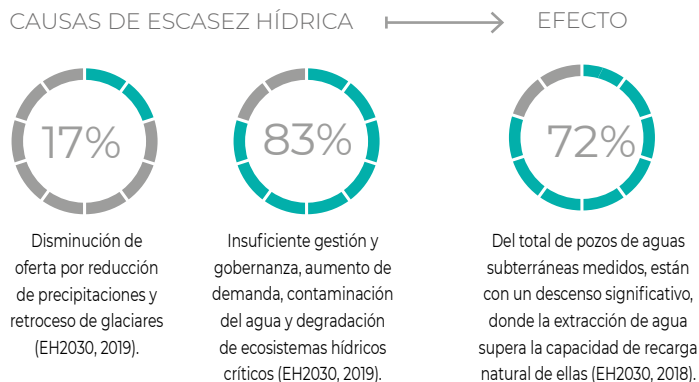 CAUSAS DE ESCASEZ HÍDRICA
EFECTO
17%
83%
72%
Disminución de
oferta por reducción
de precipitaciones y
retroceso de glaciares
(EH2030, 2019).
Insuficiente gestión y
gobernanza, aumento de
demanda, contaminación
del agua y degradación
de ecosistemas hídricos
críticos (EH2030, 2019).
Del total de pozos de aguas
subterráneas medidos, están
con un descenso significativo,
donde la extracción de agua
supera la capacidad de recarga
natural de ellas (EH2030, 2018).